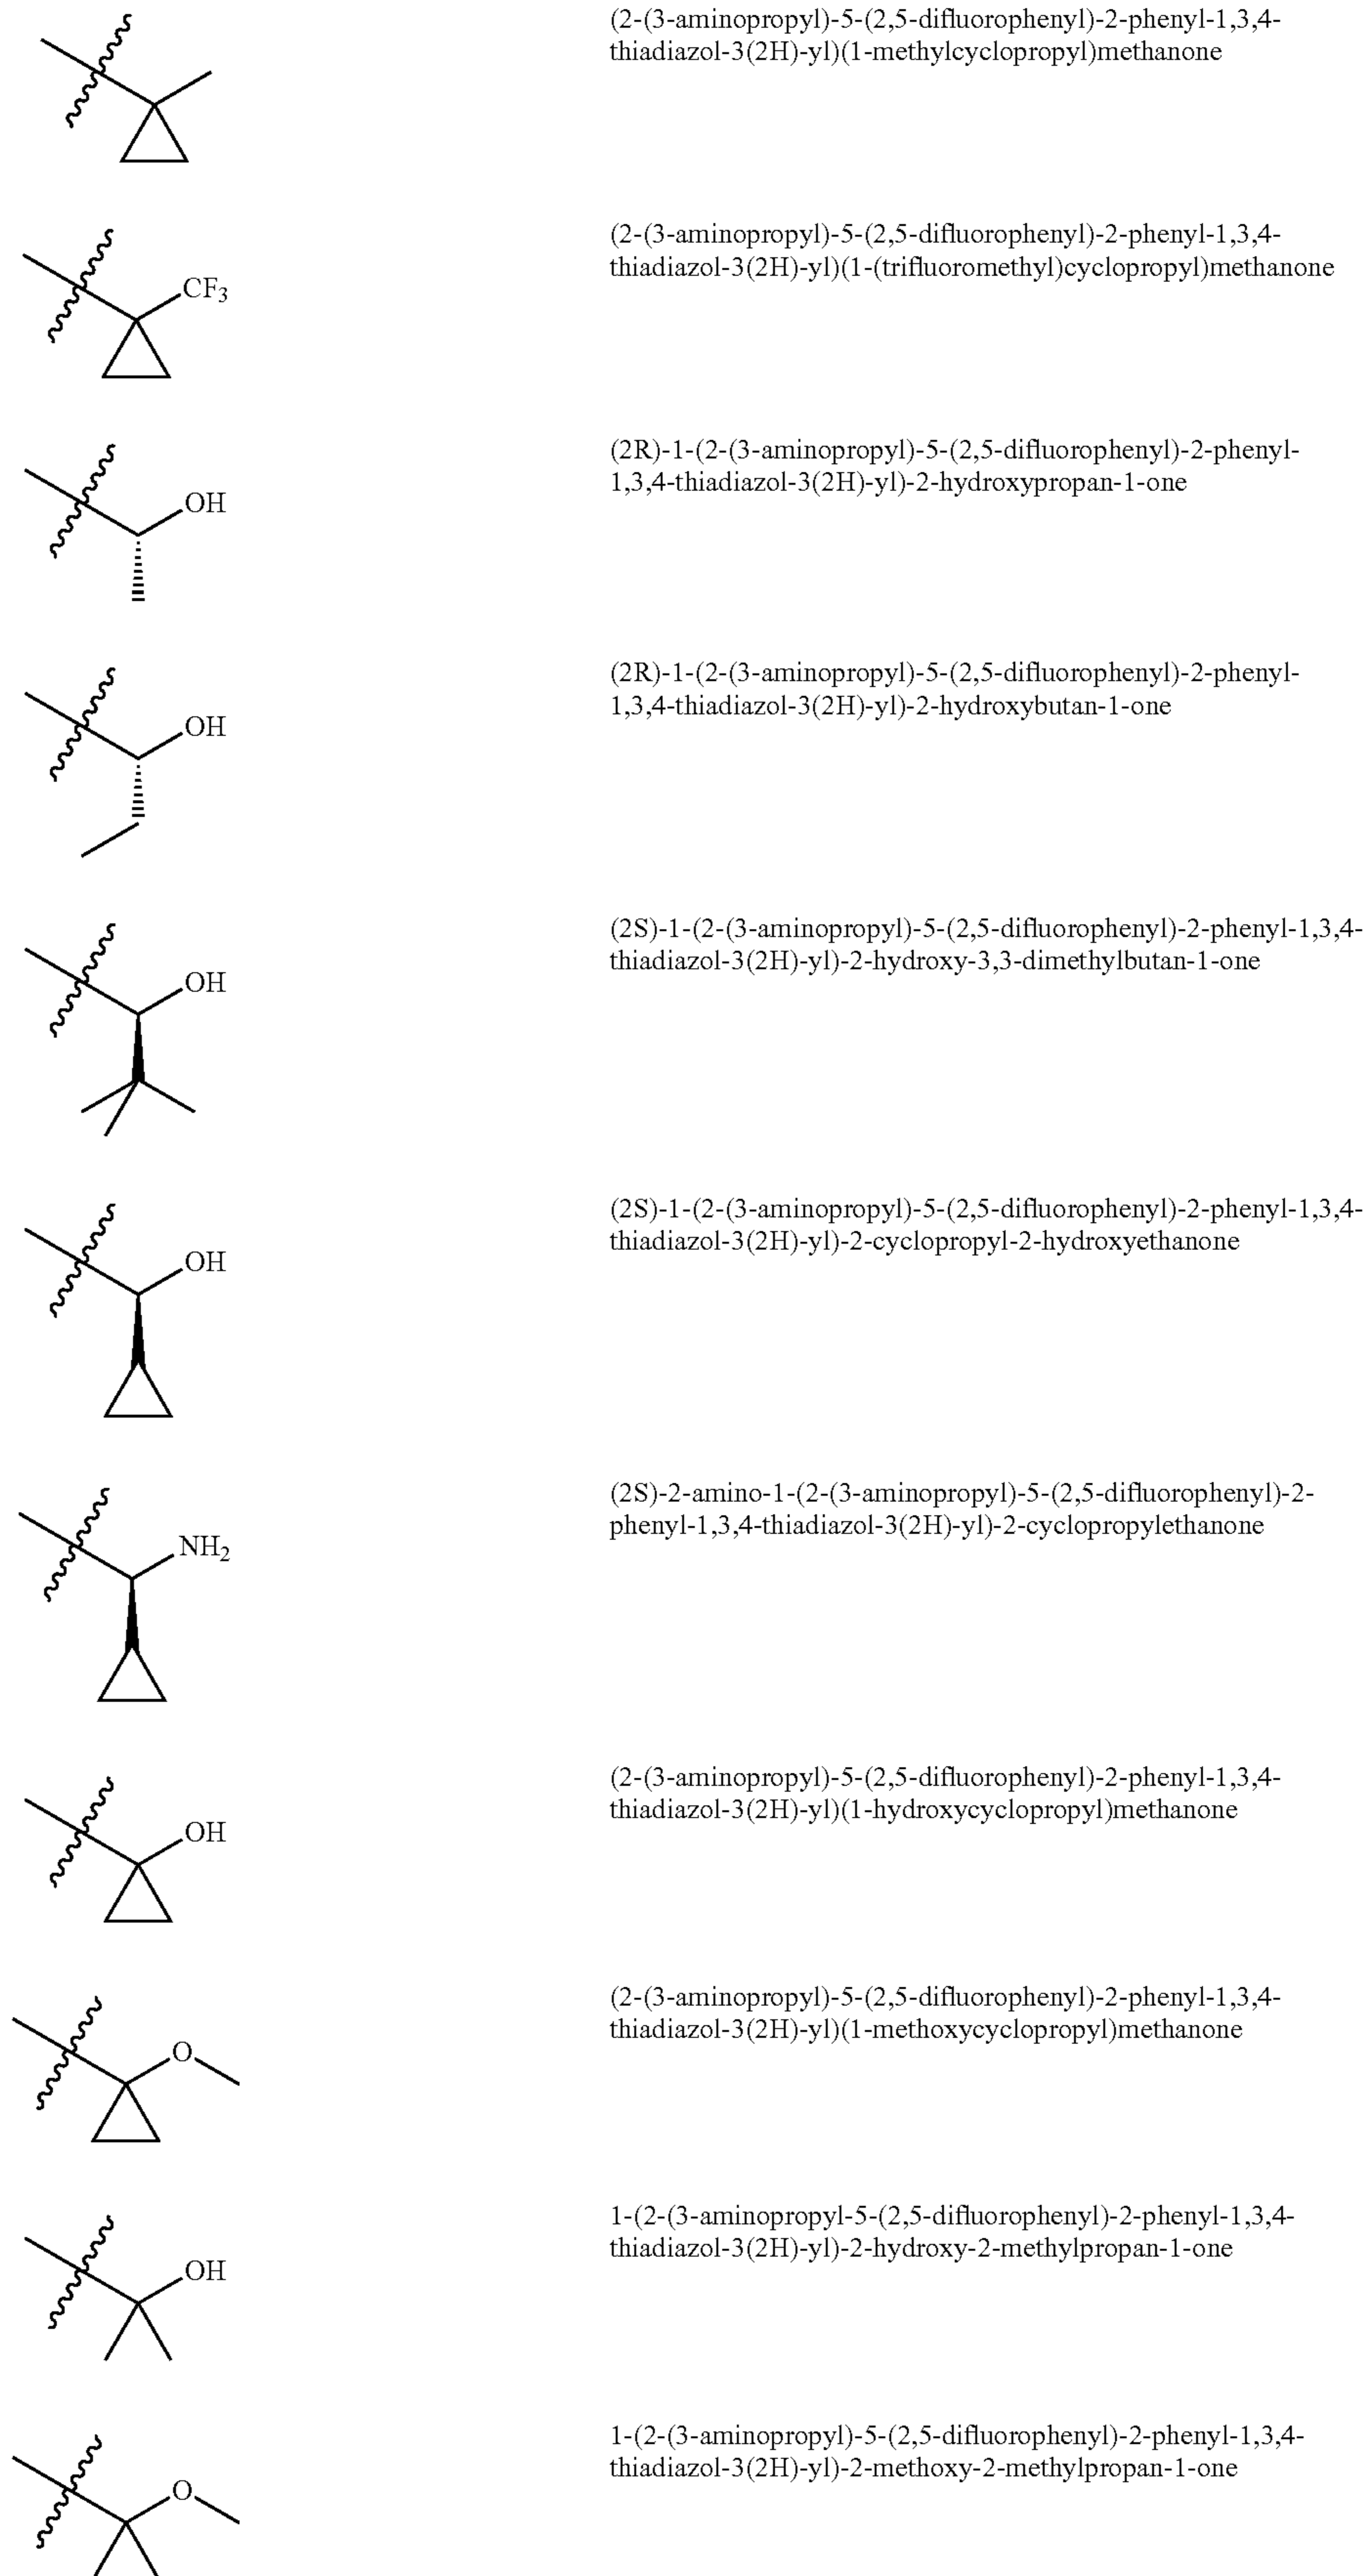 (2-(3-aminopropyl)-5-(2,5-difluorophenyl)-2-phenyl-1,3,4-
thiadiazol-3(2H)-yl)(1-methylcyclopropyl)methanone
CF3
(2-(3-aminopropyl)-5-(2,5-difluorophenyl)-2-phenyl-1,3,4-
thiadiazol-3(2H)-yl)(1-(trifluoromethyl)cyclopropyl)methanone
OH
(2R)-1-(2-(3-aminopropyl)-5-(2,5-difluorophenyl)-2-phenyl-
1,3,4-thiadiazol-3(2H)-yl)-2-hydroxypropan-1-one
OH
(2R)-1-(2-(3-aminopropyl)-5-(2,5-difluorophenyl)-2-phenyl-
1,3,4-thiadiazol-3(2H)-yl)-2-hydroxybutan-1-one
OH
(2S)-1-(2-(3-aminopropyl)-5-(2,5-difluorophenyl)-2-phenyl-1,3,4-
thiadiazol-3(2H)-yl)-2-hydroxy-3,3-dimethylbutan-1-one
OH
(2S)-1-(2-(3-aminopropyl)-5-(2,5-difluorophenyl)-2-phenyl-1,3,4-
thiadiazol-3(2H)-yl)-2-cyclopropyl-2-hydroxyethanone
NH2
(2S)-2-amino-1-(2-(3-aminopropyl)-5-(2,5-difluorophenyl)-2-
phenyl-1,3,4-thiadiazol-3(2H)-yl)-2-cyclopropylethanone
OH
(2-(3-aminopropyl)-5-(2,5-difluorophenyl)-2-phenyl-1,3,4-
thiadiazol-3(2H)-yl)(1-hydroxycyclopropyl)methanone
O
(2-(3-aminopropyl)-5-(2,5-difluorophenyl)-2-phenyl-1,3,4-
thiadiazol-3(2H)-yl)(1-methoxycyclopropyl)methanone
OH
1-(2-(3-aminopropyl-5-(2,5-difluorophenyl)-2-phenyl-1,3,4-
thiadiazol-3(2H)-yl)-2-hydroxy-2-methylpropan-1-one
O
1-(2-(3-aminopropyl)-5-(2,5-difluorophenyl)-2-phenyl-1,3,4-
thiadiazol-3(2H)-yl)-2-methoxy-2-methylpropan-1-one